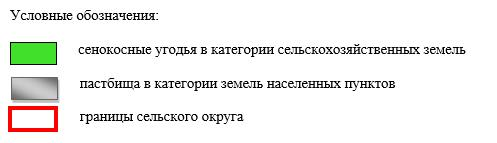 Условные обозначения:
сенокосные угодья в категории сельскохозяйственных земель
пастбища в категории земель населенных пунктов
границы сельского округа